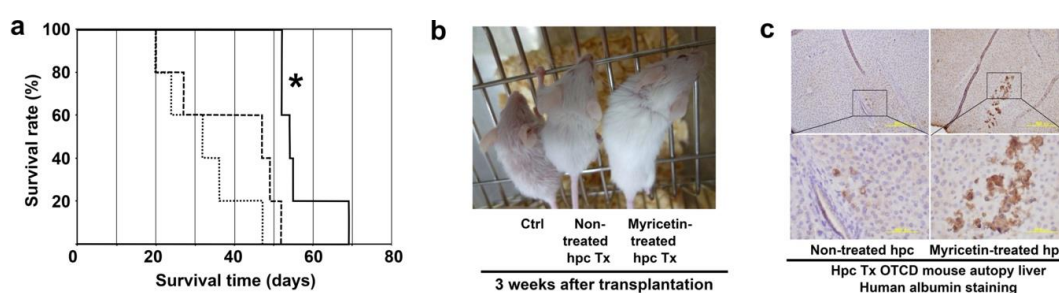 a
Survival rate (%)
100
80
60
40
20
0
20
40
60
80
*
Survival time (days)
b
Ctrl
Non-
treated
hpc Tx
Myricetin-
treated
hpc Tx
3 weeks after transplantation
c
Non-treated hpc
Myricetin-treated hp
Hpc Tx OTCD mouse autopy liver
Human albumin staining